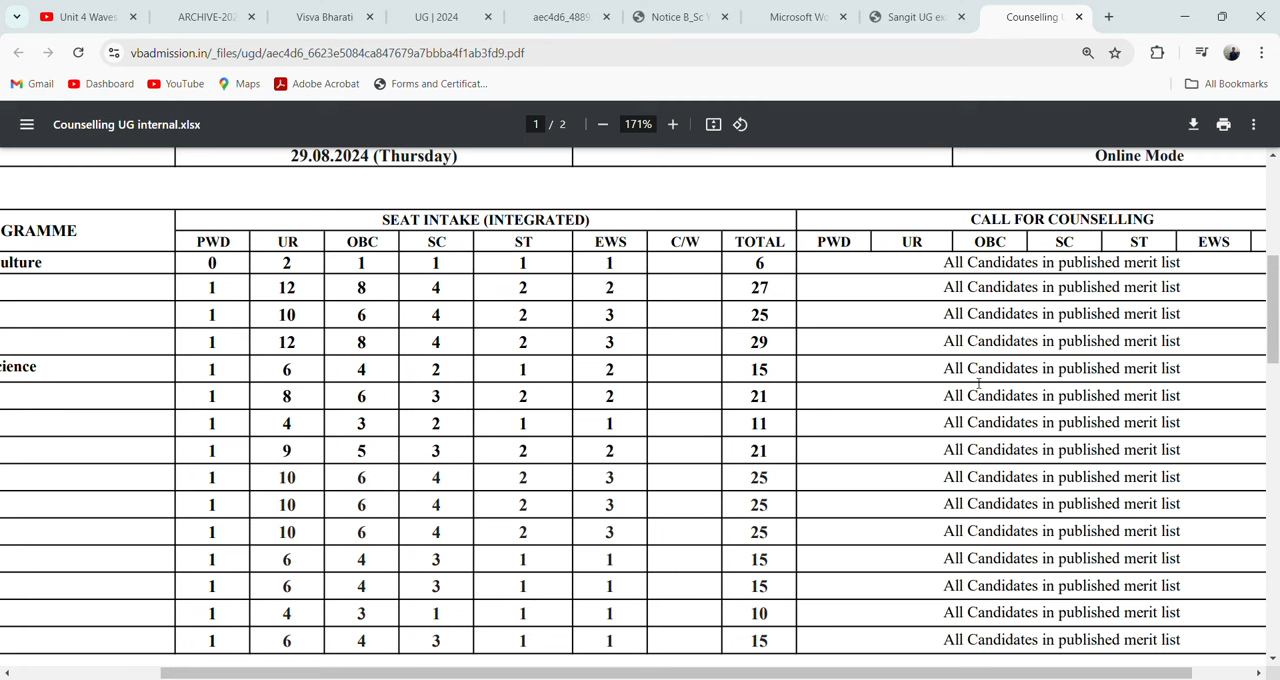 Unit 4 Waves
ARCHIVE-202
Visva Bharati
UG | 2024
aec4d6_4889
Notice B_Sc
Microsoft Wo
Sangit UG ex
Counselling
vbadmission.in/_files/ugd/aec4d6_6623e5084ca847679a7bbba4f1ab3fd9.pdf
Gmail
Dashboard
YouTube
Maps
Adobe Acrobat
Forms and Certificat...
All Bookmarks
Counselling UG internal.xlsx
1 / 2
171%
29.08.2024 (Thursday)
Online Mode
GRAMME
SEAT INTAKE (INTEGRATED)
CALL FOR COUNSELLING
PWD UR OBC SC ST EWS C/W TOTAL PWD UR OBC SC ST EWS
ulture 0 2 1 1 1 1 6 All Candidates in published merit list
1 12 8 4 2 2 27 All Candidates in published merit list
1 10 6 4 2 3 25 All Candidates in published merit list
1 12 8 4 2 3 29 All Candidates in published merit list
cience 1 6 4 2 1 2 15 All Candidates in published merit list
1 8 6 3 2 2 21 All Candidates in published merit list
1 4 3 2 1 1 11 All Candidates in published merit list
1 9 5 3 2 2 21 All Candidates in published merit list
1 10 6 4 2 3 25 All Candidates in published merit list
1 10 6 4 2 3 25 All Candidates in published merit list
1 10 6 4 2 3 25 All Candidates in published merit list
1 6 4 3 1 1 15 All Candidates in published merit list
1 6 4 3 1 1 15 All Candidates in published merit list
1 4 3 1 1 1 10 All Candidates in published merit list
1 6 4 3 1 1 15 All Candidates in published merit list